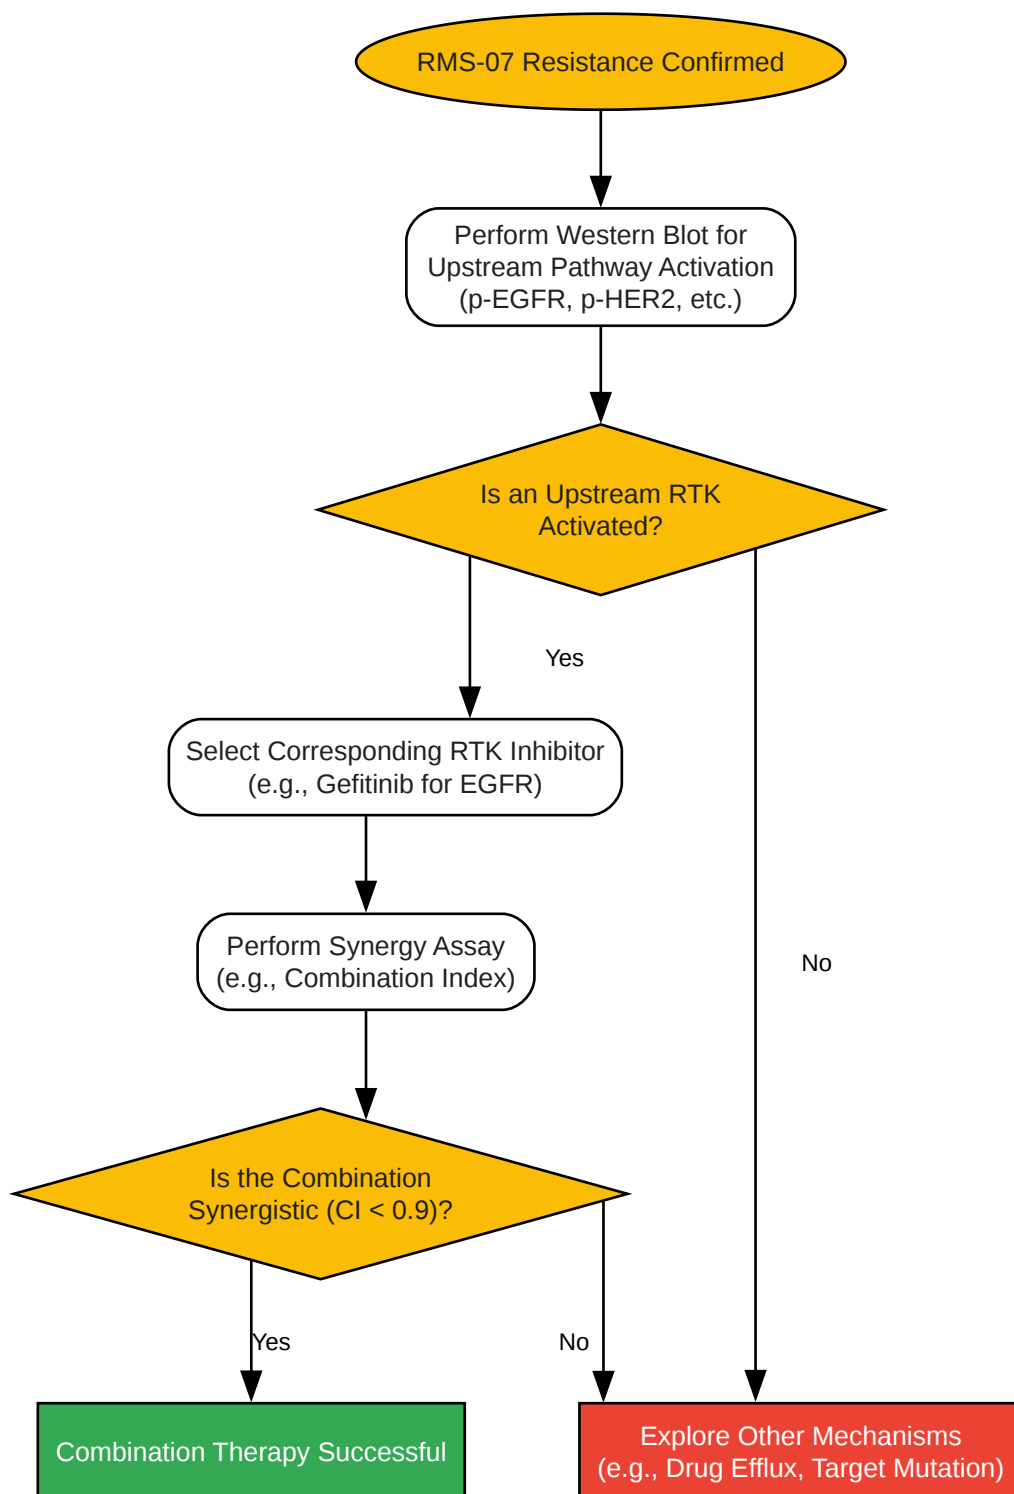 RMS-07 Resistance Confirmed
Perform Western Blot for
Upstream Pathway Activation
(p-EGFR, p-HER2, etc.)
Is an Upstream RTK
Activated?
Yes
Select Corresponding RTK Inhibitor
(e.g., Gefitinib for EGFR)
Perform Synergy Assay
(e.g., Combination Index)
No
Is the Combination
Synergistic (CI < 0.9)?
Yes
No
Combination Therapy Successful
Explore Other Mechanisms
(e.g., Drug Efflux, Target Mutation)